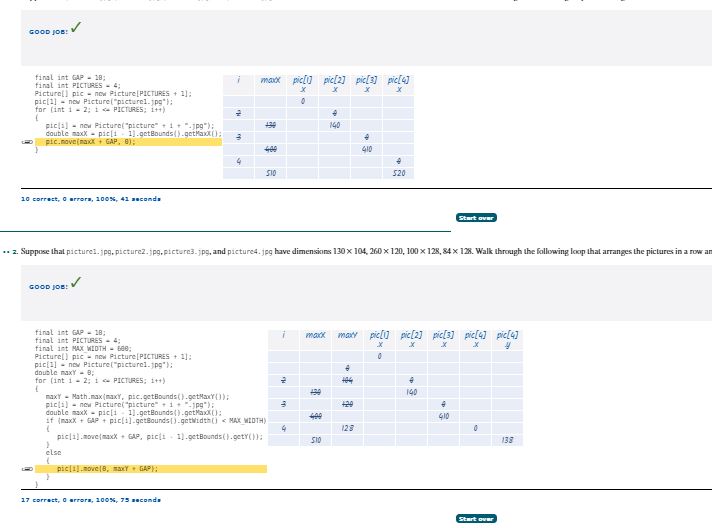 GOOD JOB!
final int GAP = 10;
final int PICTURES = 4;
Picture[] pic = new Picture[PICTURES + 1];
pic[1] = new Picture("picture1.jpg");
for (int i = 2; i <= PICTURES; i++)
{
pic[i] = new Picture("picture" + i + ".jpg");
double maxX = pic[i - 1].getBounds().getMaxX();
pic.move(maxX + GAP, 0);
}
i maxX pic[1] pic[2] pic[3] pic[4]
x x x x
0
2 0
130 140
3 0
400 410
4 0
510 520
10 correct, 0 errors, 100%, 41 seconds
Start over
•• 2. Suppose that picture1.jpg, picture2.jpg, picture3.jpg, and picture4.jpg have dimensions 130 × 104, 260 × 120, 100 × 128, 84 × 128. Walk through the following loop that arranges the pictures in a row an
GOOD JOB!
final int GAP = 10;
final int PICTURES = 4;
final int MAX_WIDTH = 600;
Picture[] pic = new Picture[PICTURES + 1];
pic[1] = new Picture("picture1.jpg");
double maxY = 0;
for (int i = 2; i <= PICTURES; i++)
{
maxY = Math.max(maxY, pic.getBounds().getMaxY());
pic[i] = new Picture("picture" + i + ".jpg");
double maxX = pic[i - 1].getBounds().getMaxX();
if (maxX + GAP + pic[i].getBounds().getWidth() < MAX_WIDTH)
{
pic[i].move(maxX + GAP, pic[i - 1].getBounds().getY());
}
else
{
pic[i].move(0, maxY + GAP);
}
}
i maxX maxY pic[1] pic[2] pic[3] pic[4] pic[4]
x x x x y
0
0
2 104 0
130 140
3 120 0
400 410
4 128 0
510 138
17 correct, 0 errors, 100%, 75 seconds
Start over